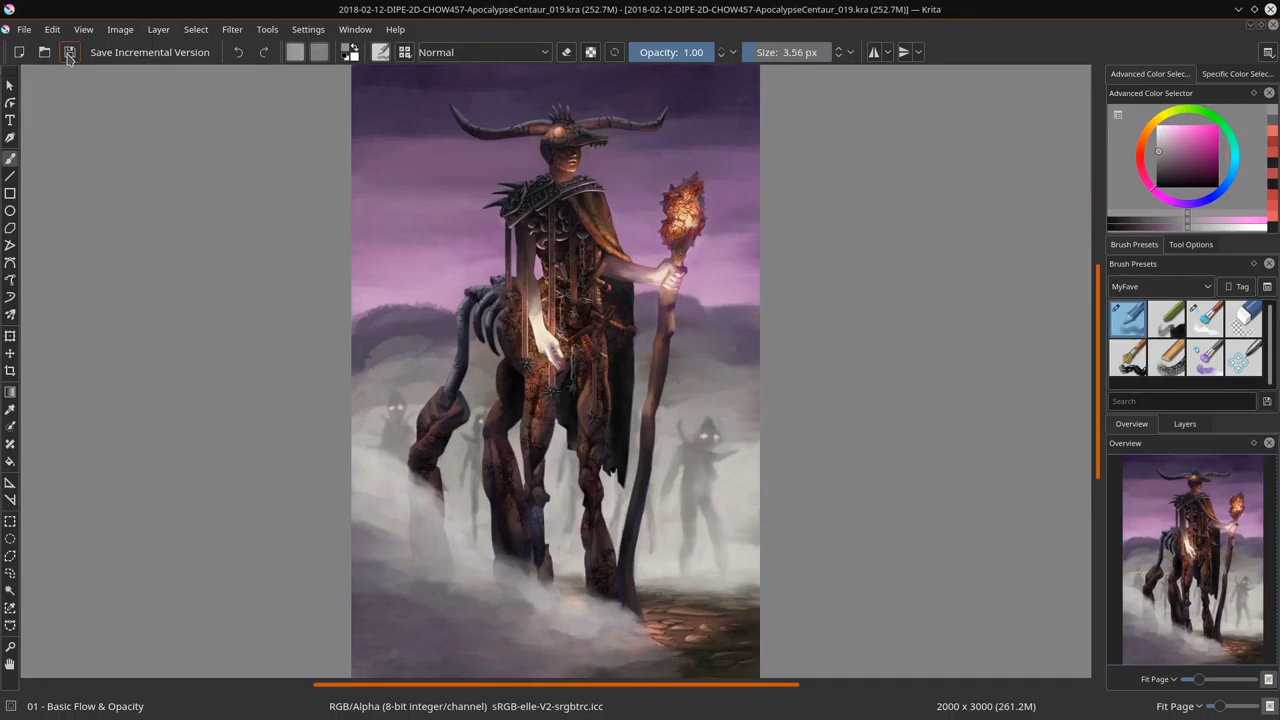 2018-02-12-DIPE-2D-CHOW457-ApocalypseCentaur_019.kra (252.7M) - [2018-02-12-DIPE-2D-CHOW457-ApocalypseCentaur_019.kra (252.7M)] — Krita
File Edit View Image Layer Select Filter Tools Settings Window Help
Save Incremental Version Normal Opacity: 1.00 Size: 3.56 px
Advanced Color Selec... Specific Color Selec...
Advanced Color Selector
Brush Presets Tool Options
Brush Presets
MyFave Tag
Search
Overview Layers
Overview
Fit Page
01 - Basic Flow & Opacity RGB/Alpha (8-bit integer/channel) sRGB-elle-V2-srgbtrc.icc 2000 x 3000 (261.2M) Fit Page